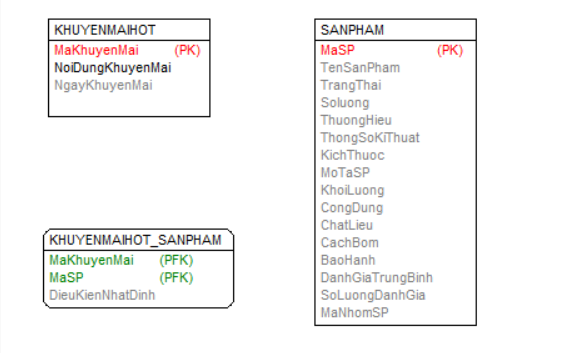 KHUYENMAIHOT
MaKhuyenMai (PK)
NoiDungKhuyenMai
NgayKhuyenMai
SANPHAM
MaSP (PK)
TenSanPham
TrangThai
Soluong
ThuongHieu
ThongSoKiThuat
KichThuoc
MoTaSP
KhoiLuong
CongDung
ChatLieu
CachBom
BaoHanh
DanhGiaTrungBinh
SoLuongDanhGia
MaNhomSP
KHUYENMAIHOT_SANPHAM
MaKhuyenMai (PFK)
MaSP (PFK)
DieuKienNhatDinh